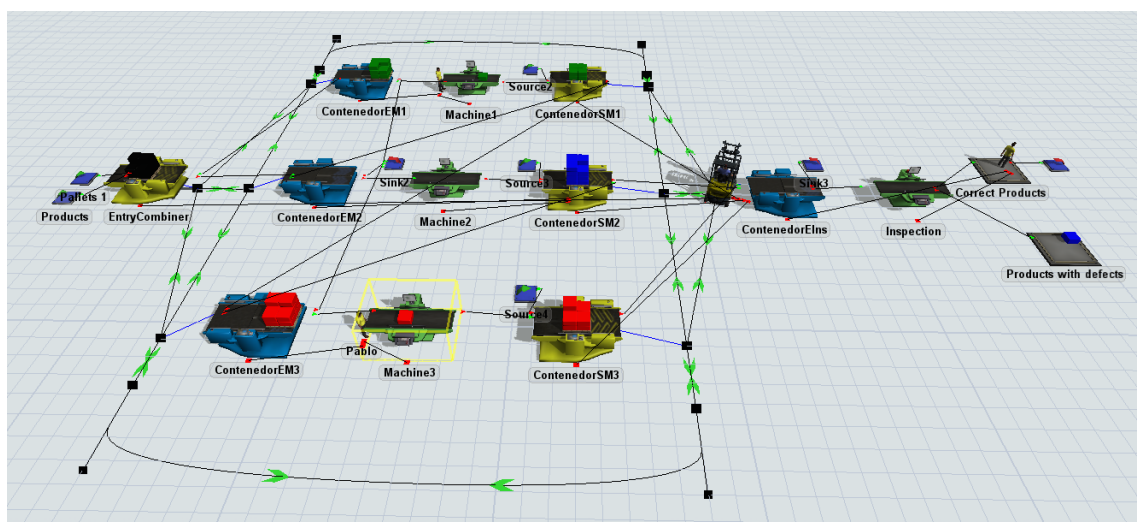 ContenedorEM1
Machine1
Source2
ContenedorSM1
Pallets 1
Products
EntryCombiner
ContenedorEM2
Sink2
Machine2
Source3
ContenedorSM2
Sink3
ContenedorEIns
Inspection
Correct Products
Products with defects
ContenedorEM3
Pablo
Machine3
Source4
ContenedorSM3